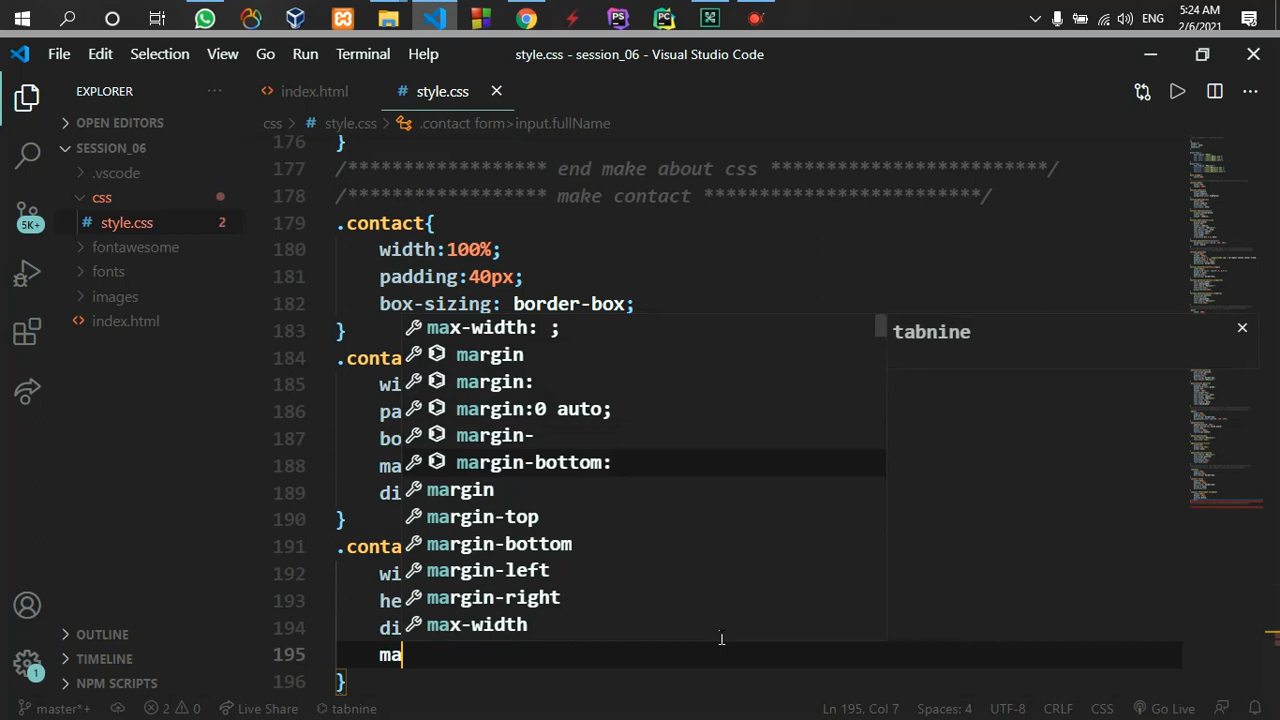 ENG
5:24 AM
2/6/2021
File Edit Selection View Go Run Terminal Help
style.css - session_06 - Visual Studio Code
EXPLORER
index.html
style.css
OPEN EDITORS
SESSION_06
.vscode
css
style.css 2
fontawesome
fonts
images
index.html
5K+
OUTLINE
TIMELINE
NPM SCRIPTS
1
css > style.css > .contact form>input.fullName
176 }
177 /****************** end make about css *************************/
178 /****************** make contact *************************/
179 .contact{
180 width:100%;
181 padding:40px;
182 box-sizing: border-box;
183 }
184 .conta
185 wi
186 pa
187 bo
188 ma
189 di
190 }
191 .conta
192 wi
193 he
194 di
195 ma
196 }
max-width: ;
margin
margin:
margin:0 auto;
margin-
margin-bottom:
margin
margin-top
margin-bottom
margin-left
margin-right
max-width
tabnine
master*+ 2 0 Live Share tabnine Ln 195, Col 7 Spaces: 4 UTF-8 CRLF CSS Go Live